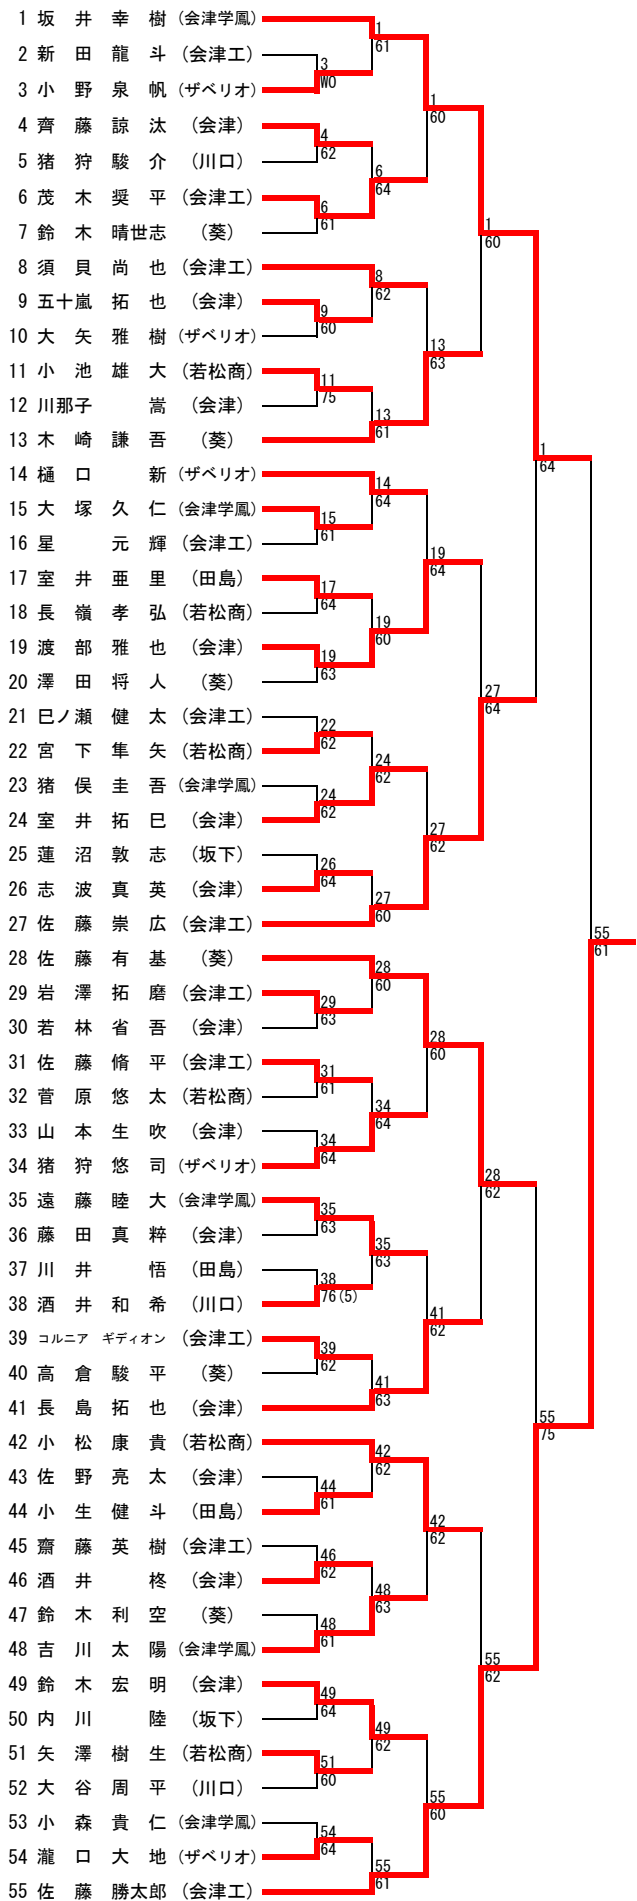 1 坂井幸樹 (会津学鳳)
2 新田龍斗 (会津工)
3 小野泉帆 (ザベリオ)
4 齊藤諒汰 (会津)
5 猪狩駿介 (川口)
6 茂木奨平 (会津工)
7 鈴木晴世志 (葵)
8 須貝尚也 (会津工)
9 五十嵐拓也 (会津)
10 大矢雅樹 (ザベリオ)
11 小池雄大 (若松商)
12 川那子嵩 (会津)
13 木崎謙吾 (葵)
14 樋口新 (ザベリオ)
15 大塚久仁 (会津学鳳)
16 星元輝 (会津工)
17 室井亜里 (田島)
18 長嶺孝弘 (若松商)
19 渡部雅也 (会津)
20 澤田将人 (葵)
21 巳ノ瀬健太 (会津工)
22 宮下隼矢 (若松商)
23 猪俣圭吾 (会津学鳳)
24 室井拓巳 (会津)
25 蓮沼敦志 (坂下)
26 志波真英 (会津)
27 佐藤崇広 (会津工)
28 佐藤有基 (葵)
29 岩澤拓磨 (会津工)
30 若林省吾 (会津)
31 佐藤脩平 (会津工)
32 菅原悠太 (若松商)
33 山本生吹 (会津)
34 猪狩悠司 (ザベリオ)
35 遠藤睦大 (会津学鳳)
36 藤田真粹 (会津)
37 川井悟 (田島)
38 酒井和希 (川口)
39 コルニア ギディオン (会津工)
40 高倉駿平 (葵)
41 長島拓也 (会津)
42 小松康貴 (若松商)
43 佐野亮太 (会津)
44 小生健斗 (田島)
45 齋藤英樹 (会津工)
46 酒井柊 (会津)
47 鈴木利空 (葵)
48 吉川太陽 (会津学鳳)
49 鈴木宏明 (会津)
50 内川陸 (坂下)
51 矢澤樹生 (若松商)
52 大谷周平 (川口)
53 小森貴仁 (会津学鳳)
54 瀧口大地 (ザベリオ)
55 佐藤勝太郎 (会津工)
3
WO
4
62
6
61
9
60
11
75
15
61
17
64
19
63
22
62
24
62
26
64
29
63
31
61
34
64
35
63
38
76(5)
39
62
44
61
46
62
48
61
49
64
51
60
54
64
1
61
6
64
8
62
13
61
14
64
19
60
24
62
27
60
28
60
34
64
35
63
41
63
42
62
48
63
49
62
55
61
1
60
13
63
19
64
27
62
28
60
41
62
42
62
55
60
1
60
27
64
28
62
55
62
1
64
55
75
55
61